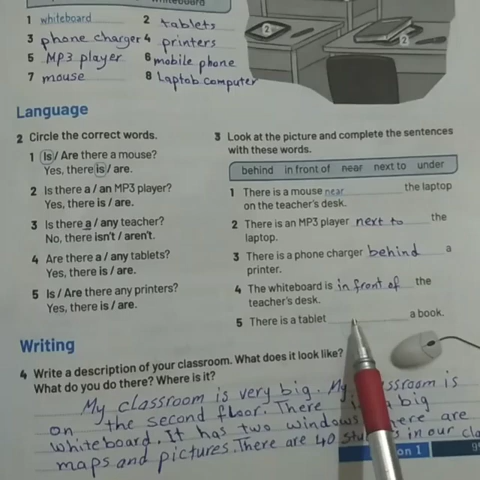 whiteboard
1 whiteboard 2 tablets
3 phone charger 4 printers
5 MP3 player 6 mobile phone
7 mouse 8 Laptob computer
2
2
Language
2 Circle the correct words.
1 Is / Are there a mouse?
Yes, there is / are.
2 Is there a / an MP3 player?
Yes, there is / are.
3 Is there a / any teacher?
No, there isn't / aren't.
4 Are there a / any tablets?
Yes, there is / are.
5 Is / Are there any printers?
Yes, there is / are.
3 Look at the picture and complete the sentences
with these words.
behind in front of near next to under
1 There is a mouse near the laptop
on the teacher's desk.
2 There is an MP3 player next to the
laptop.
3 There is a phone charger behind a
printer.
4 The whiteboard is in front of the
teacher's desk.
5 There is a tablet a book.
Writing
4 Write a description of your classroom. What does it look like?
What do you do there? Where is it?
My classroom is very big. My classroom is
on the second floor. There big
whiteboard. It has two windows. There are
maps and pictures. There are 40 in our
on 1